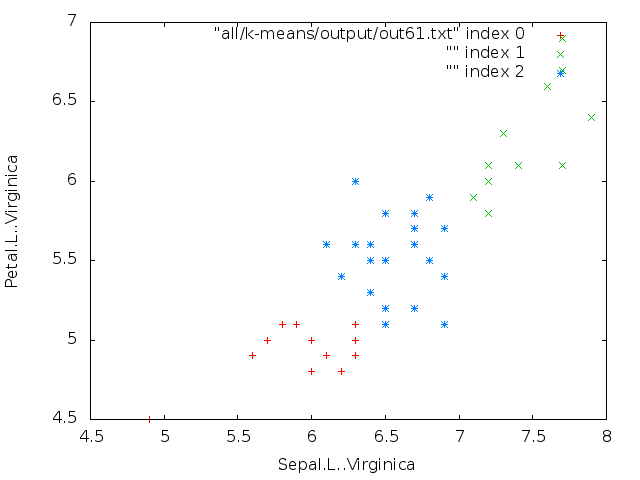 7
"all/k-means/output/out61.txt" index 0
"" index 1
"" index 2
6.5
6
5.5
5
4.5
Petal.L..Virginica
4.5 5 5.5 6 6.5 7 7.5 8
Sepal.L..Virginica